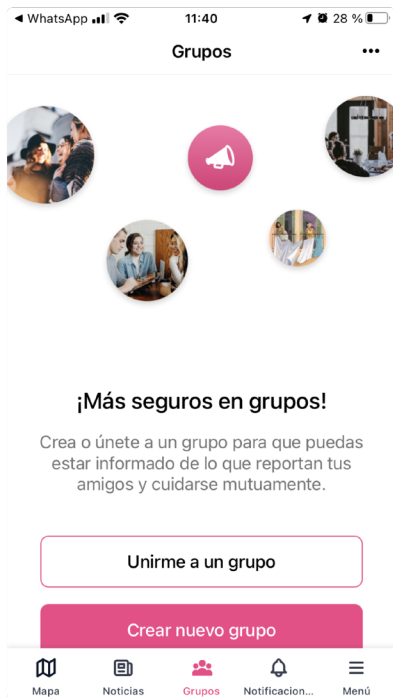 ◀ WhatsApp 11:40 28 %
Grupos
¡Más seguros en grupos!
Crea o únete a un grupo para que puedas
estar informado de lo que reportan tus
amigos y cuidarse mutuamente.
Unirme a un grupo
Crear nuevo grupo
Mapa Noticias Grupos Notificacion... Menú